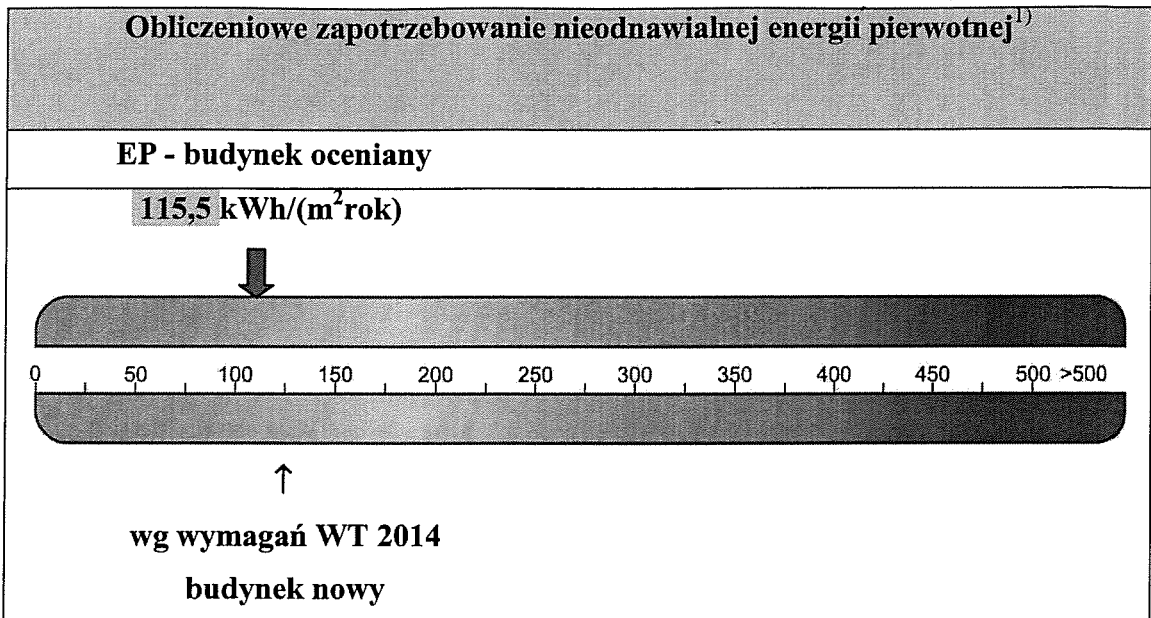 Obliczeniowe zapotrzebowanie nieodnawialnej energii pierwotnej¹⁾
EP - budynek oceniany
115,5 kWh/(m²rok)
0 50 100 150 200 250 300 350 400 450 500 >500
↑
wg wymagań WT 2014
budynek nowy